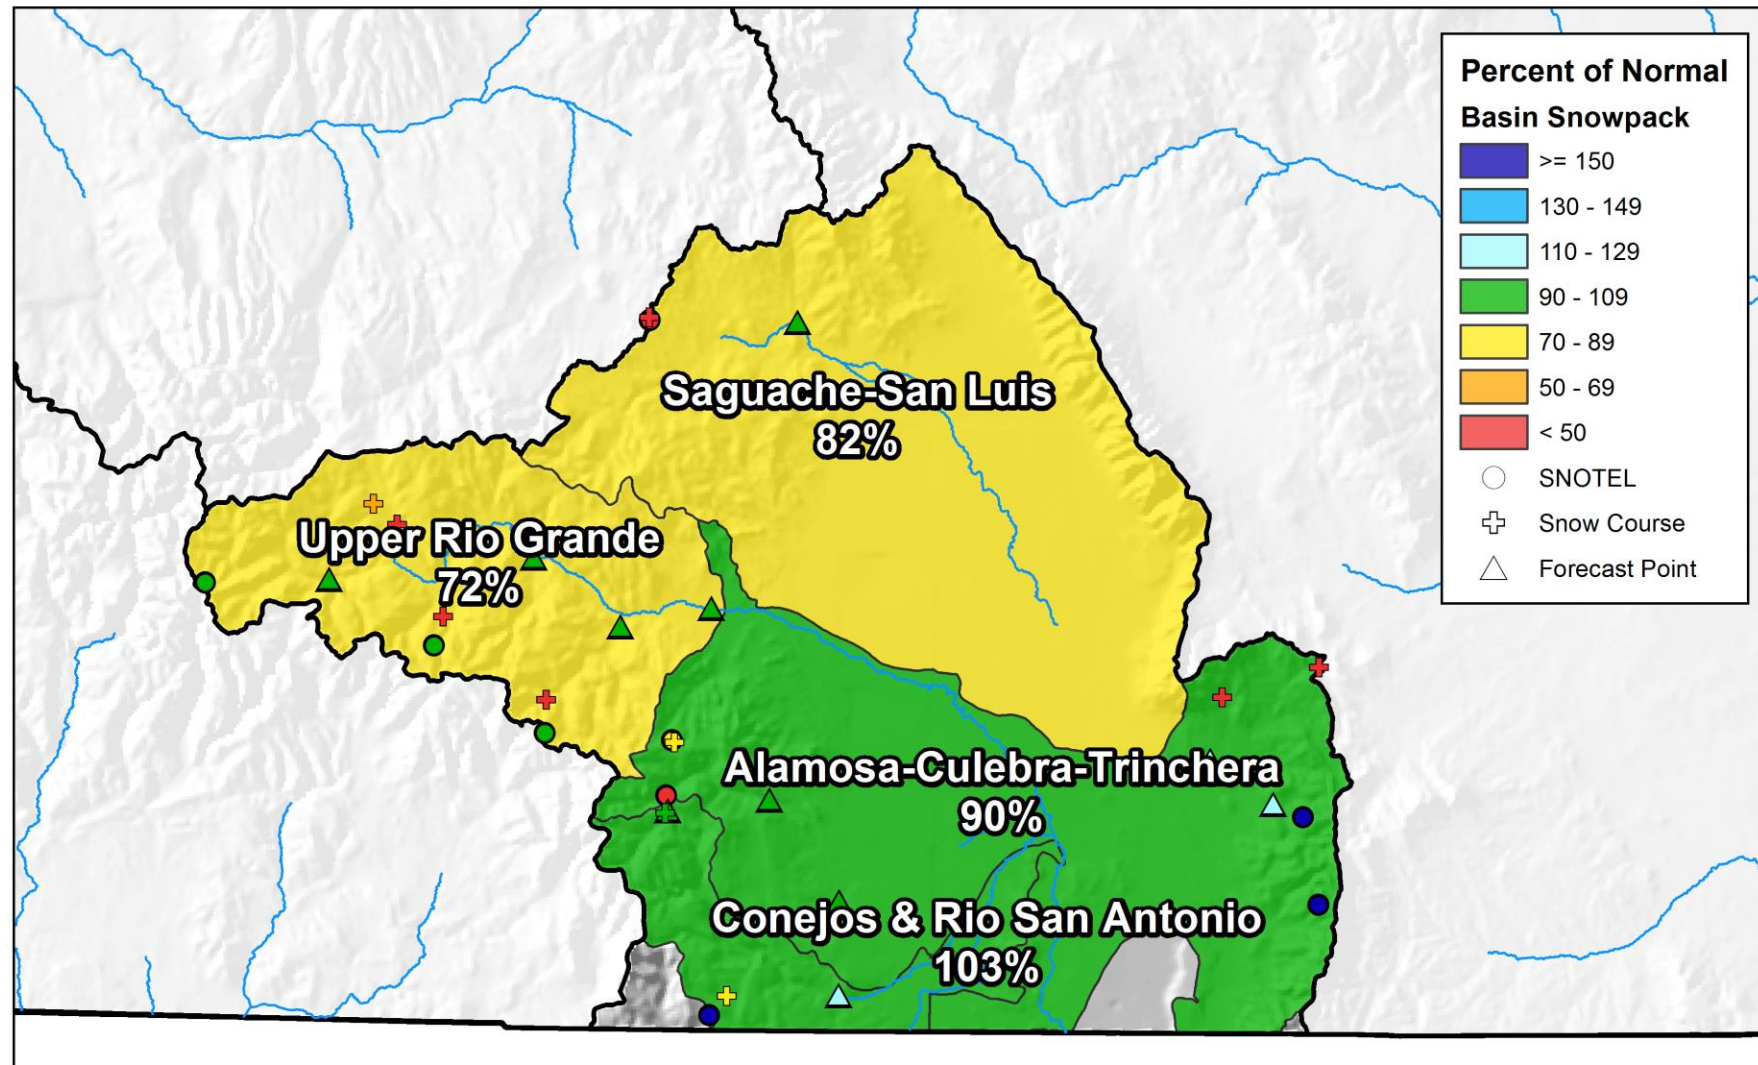 Percent of Normal
Basin Snowpack
>= 150
130 - 149
110 - 129
90 - 109
70 - 89
50 - 69
< 50
SNOTEL
Snow Course
Forecast Point
Saguache-San Luis
82%
Upper Rio Grande
72%
Alamosa-Culebra-Trinchera
90%
Conejos & Rio San Antonio
103%